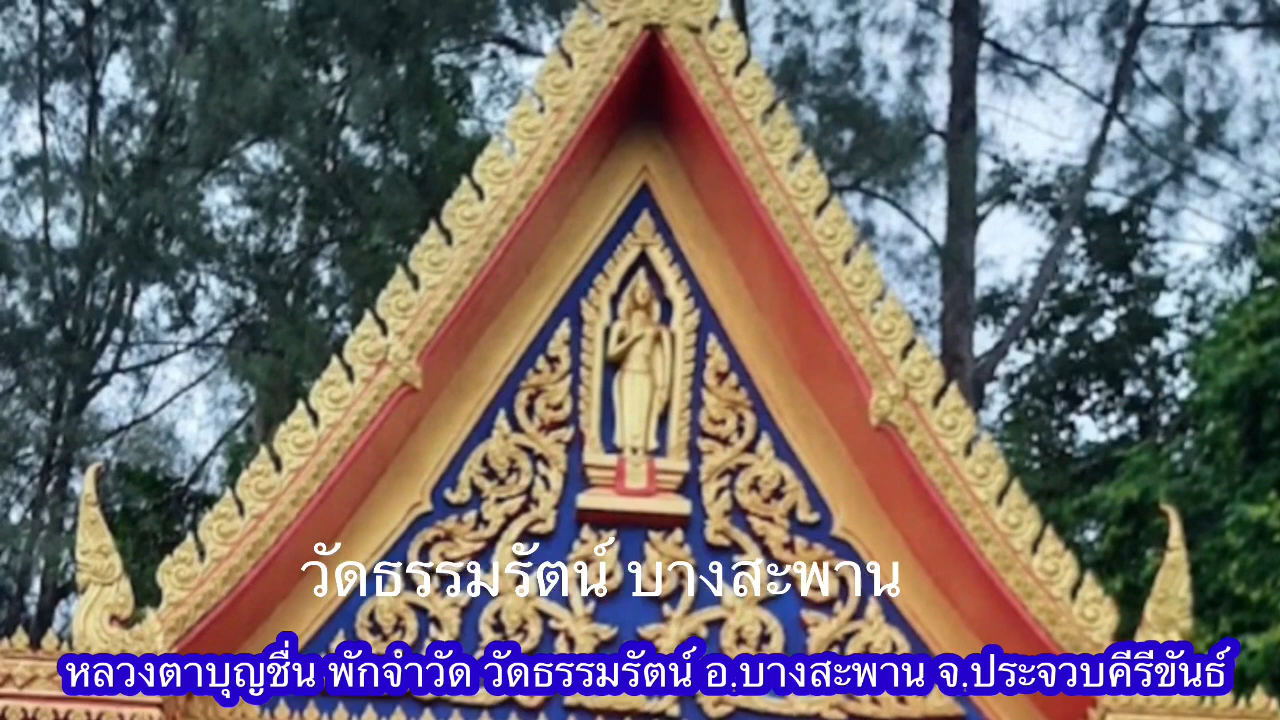 วัดธรรมรัตน์ บางสะพาน
หลวงตาบุญชื่น พักจำวัด วัดธรรมรัตน์ อ.บางสะพาน จ.ประจวบคีรีขันธ์